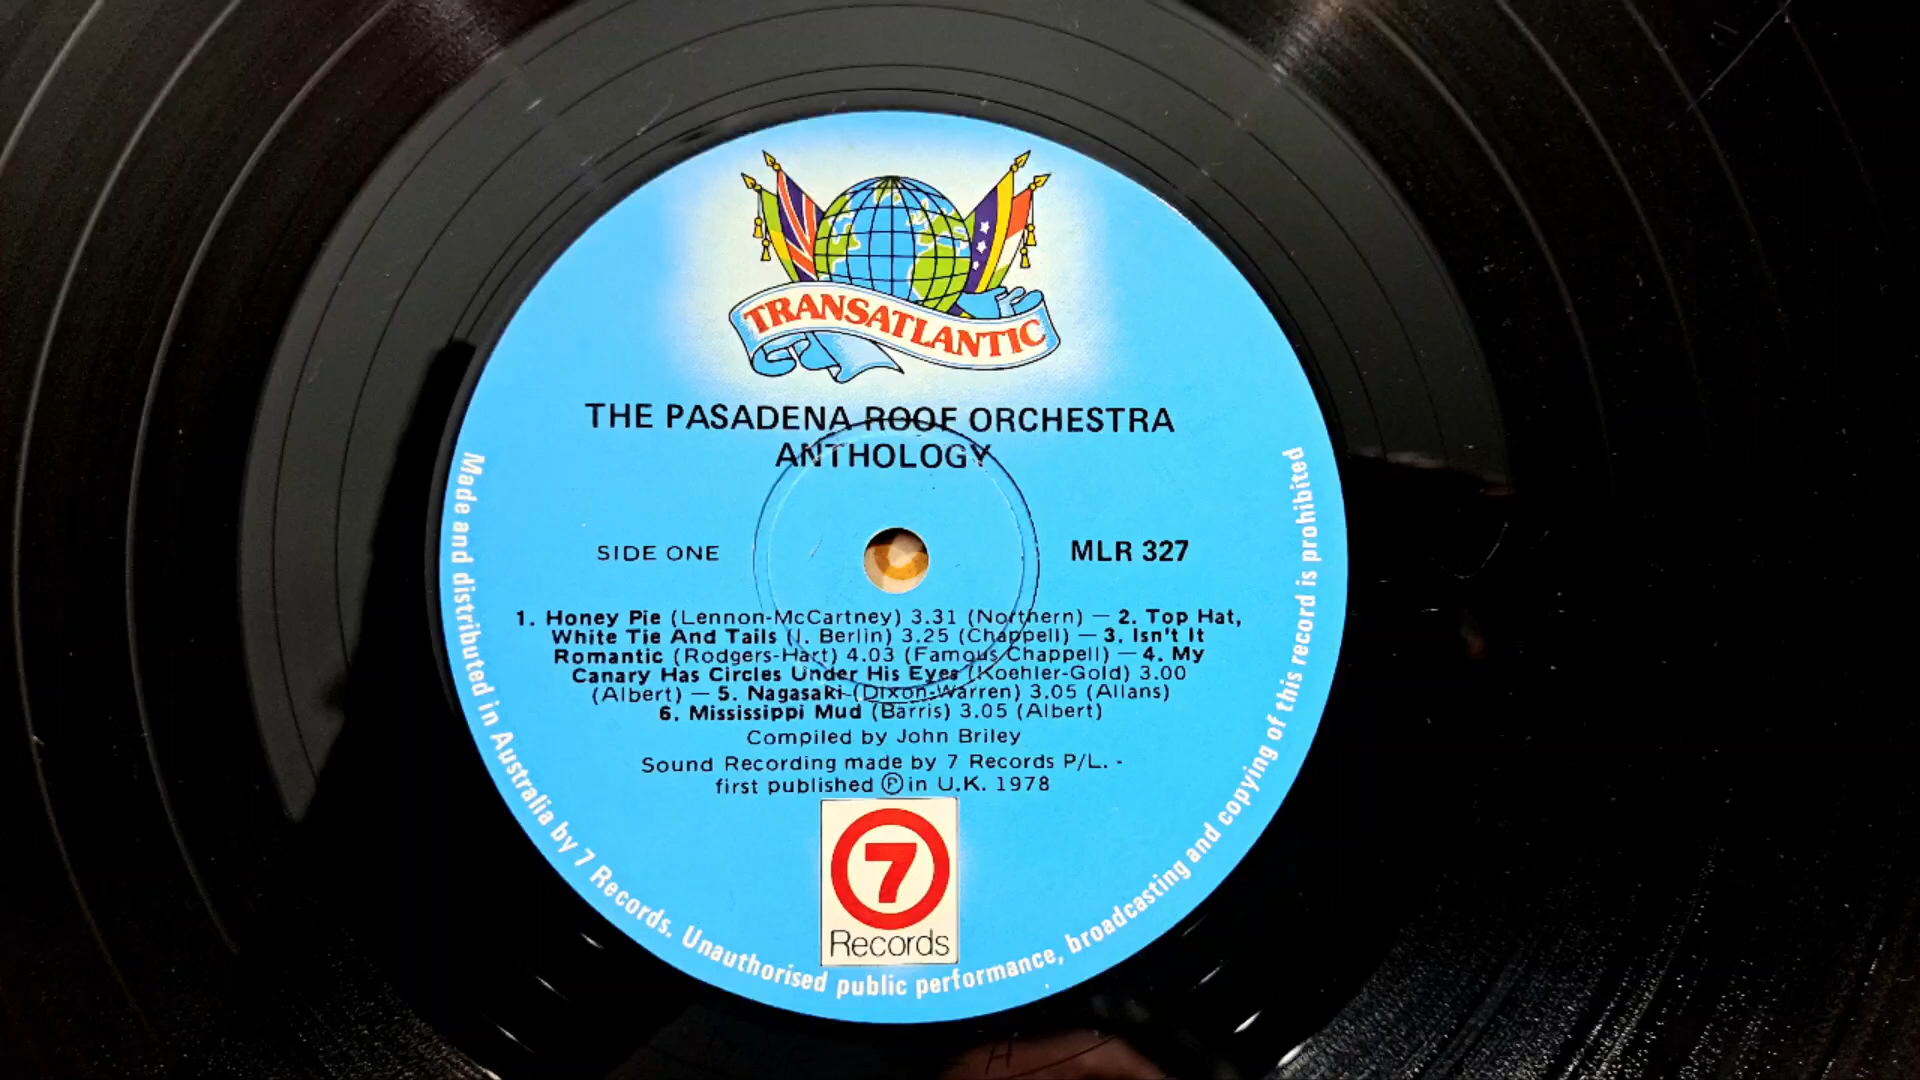 TRANSATLANTIC
THE PASADENA ROOF ORCHESTRA
ANTHOLOGY
SIDE ONE
MLR 327
1. Honey Pie (Lennon-McCartney) 3.31 (Northern) — 2. Top Hat,
White Tie And Tails (I. Berlin) 3.25 (Chappell) — 3. Isn't It
Romantic (Rodgers-Hart) 4.03 (Famous Chappell) — 4. My
Canary Has Circles Under His Eyes (Koehler-Gold) 3.00
(Albert) — 5. Nagasaki (Dixon-Warren) 3.05 (Allans)
6. Mississippi Mud (Barris) 3.05 (Albert)
Compiled by John Briley
Sound Recording made by 7 Records P/L. -
first published ℗ in U.K. 1978
7
Records
Made and distributed in Australia by 7 Records. Unauthorised public performance, broadcasting and copying of this record is prohibited